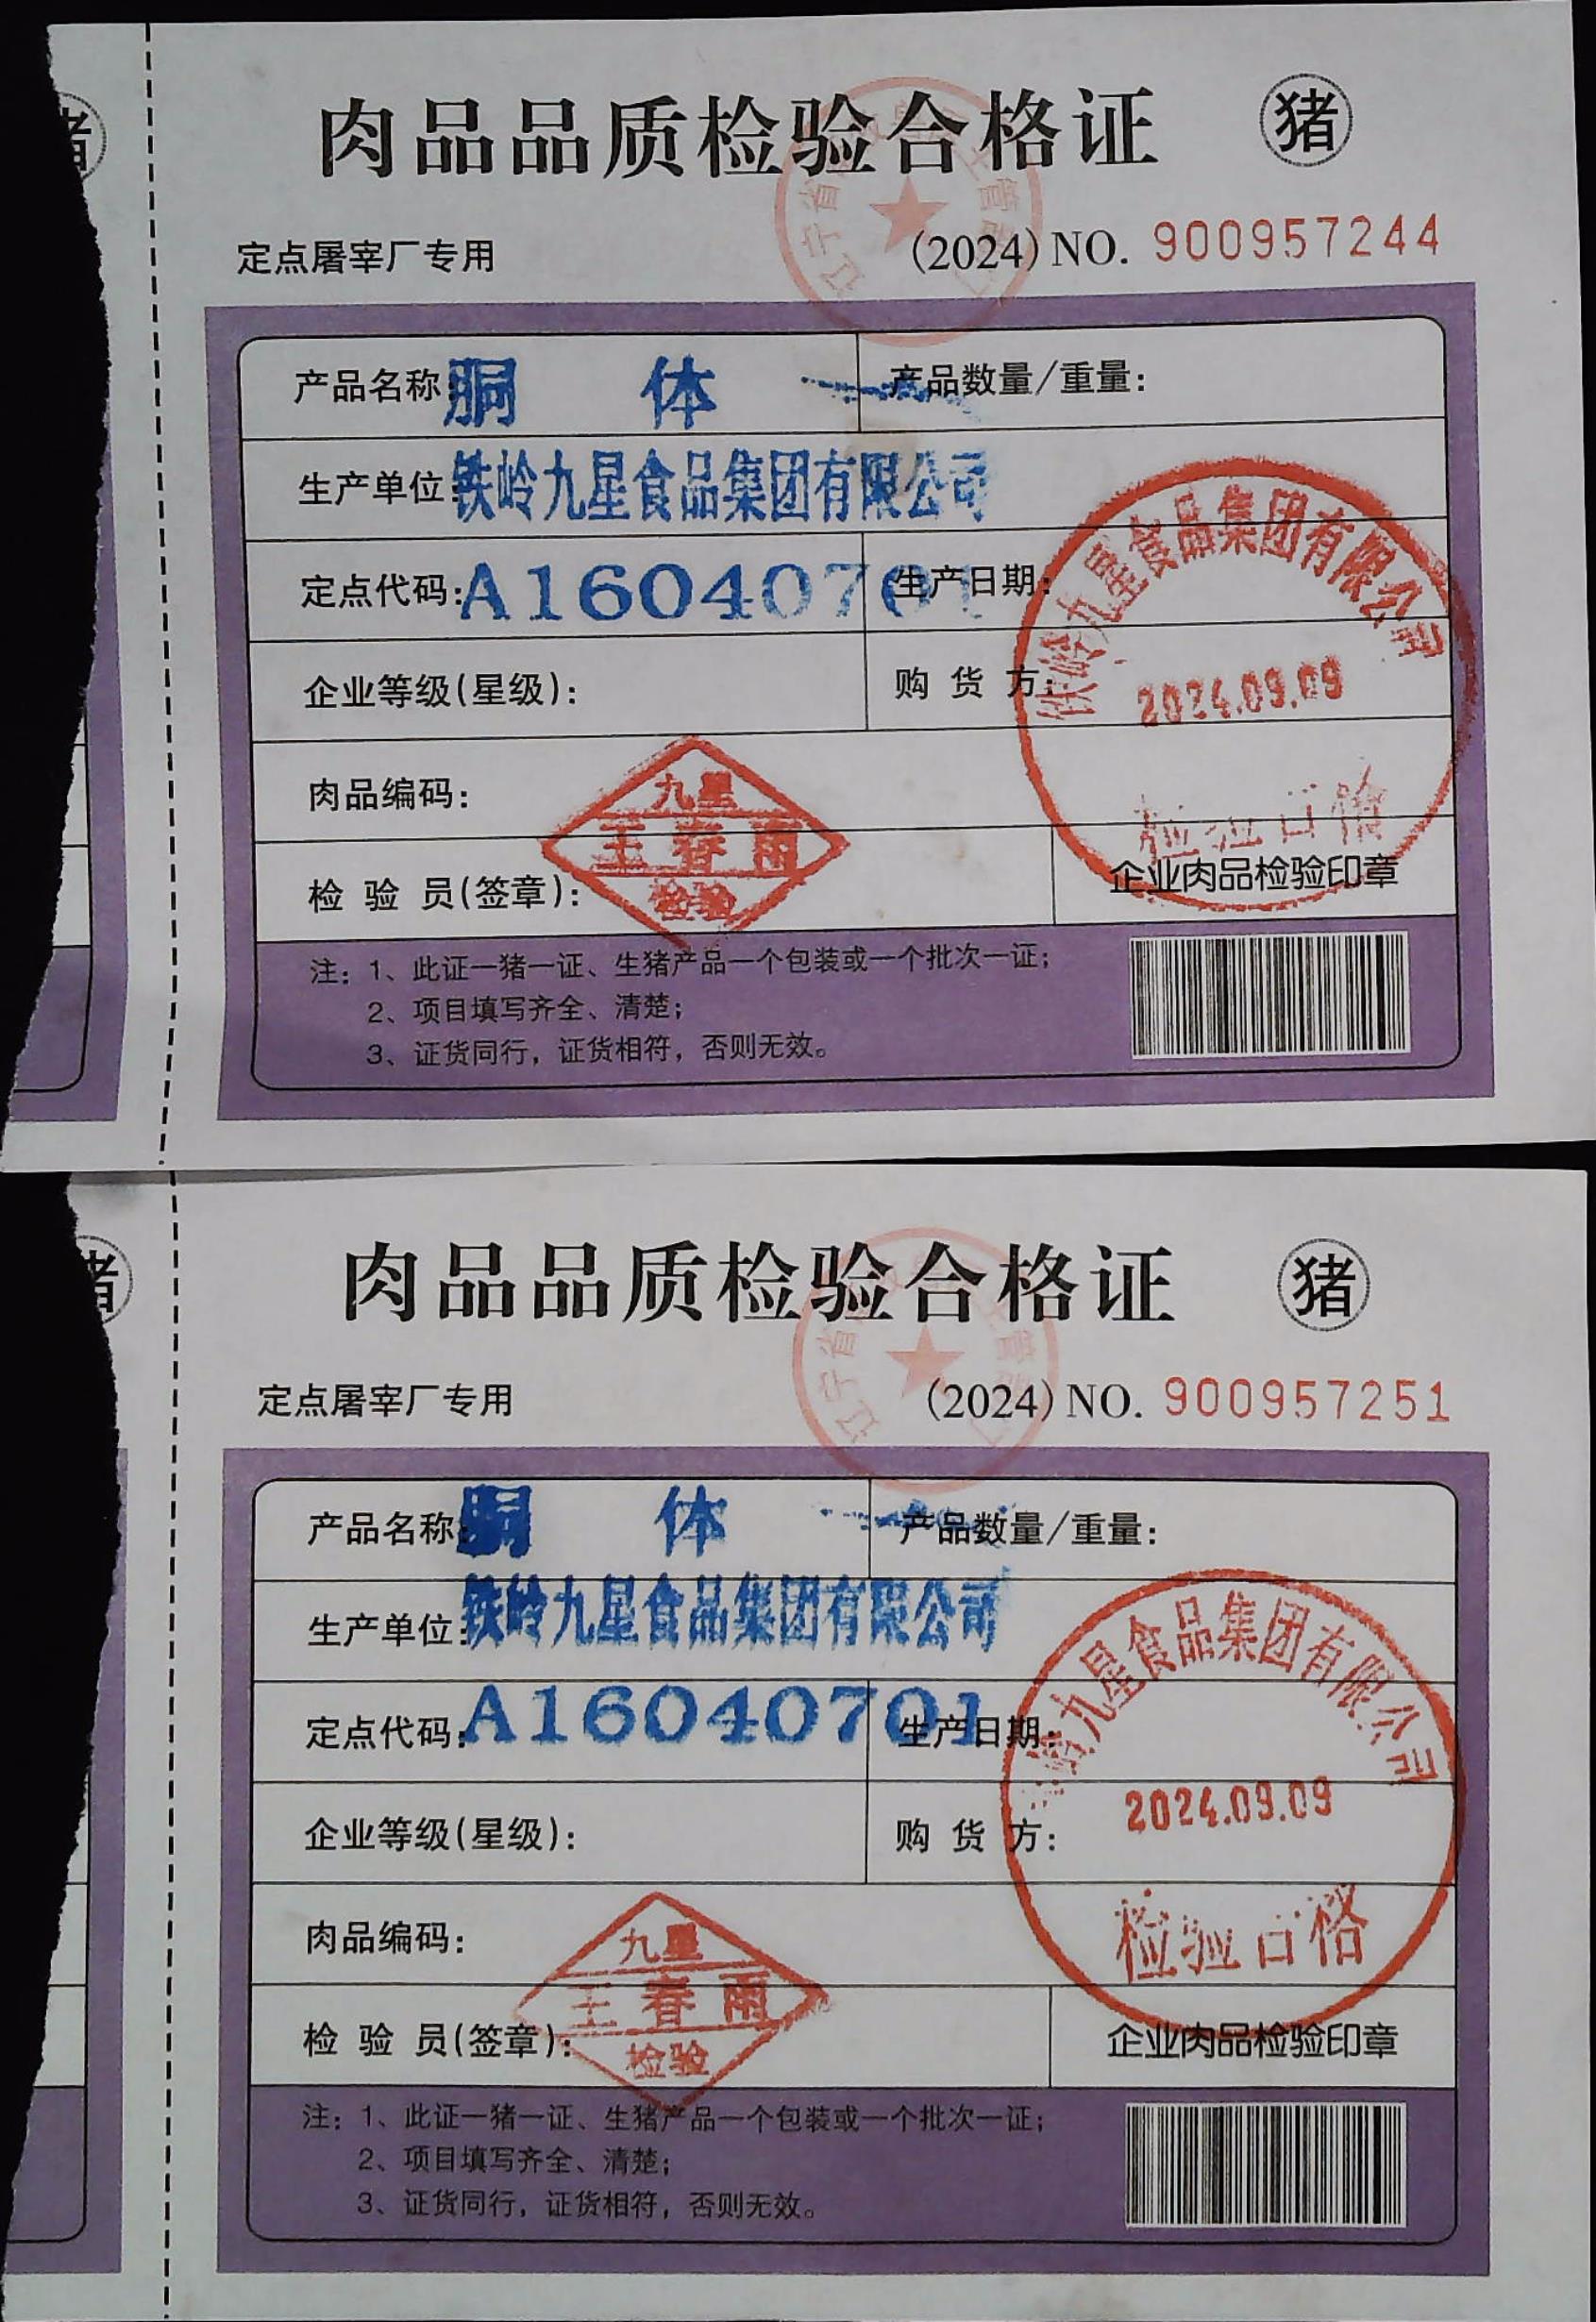 肉品品质检验合格证 猪
定点屠宰厂专用 (2024) NO. 900957244
产品名称 胴 体 产品数量/重量:
生产单位 铁岭九星食品集团有限公司
定点代码: A16040701 生产日期:
企业等级(星级): 购 货 方:
铁岭九星食品集团有限公司
2024.09.09
检验合格
肉品编码:
九星
王春雨
检验
检 验 员(签章): 企业肉品检验印章
注: 1、此证一猪一证、生猪产品一个包装或一个批次一证;
2、项目填写齐全、清楚;
3、证货同行, 证货相符, 否则无效。
猪
肉品品质检验合格证 猪
定点屠宰厂专用 (2024) NO. 900957251
产品名称 胴 体 产品数量/重量:
生产单位: 铁岭九星食品集团有限公司
定点代码: A16040701 生产日期:
企业等级(星级): 购 货 方:
岭九星食品集团有限公司
2024.09.09
检验合格
肉品编码:
九星
王春雨
检验
检 验 员(签章): 企业肉品检验印章
注: 1、此证一猪一证、生猪产品一个包装或一个批次一证;
2、项目填写齐全、清楚;
3、证货同行, 证货相符, 否则无效。